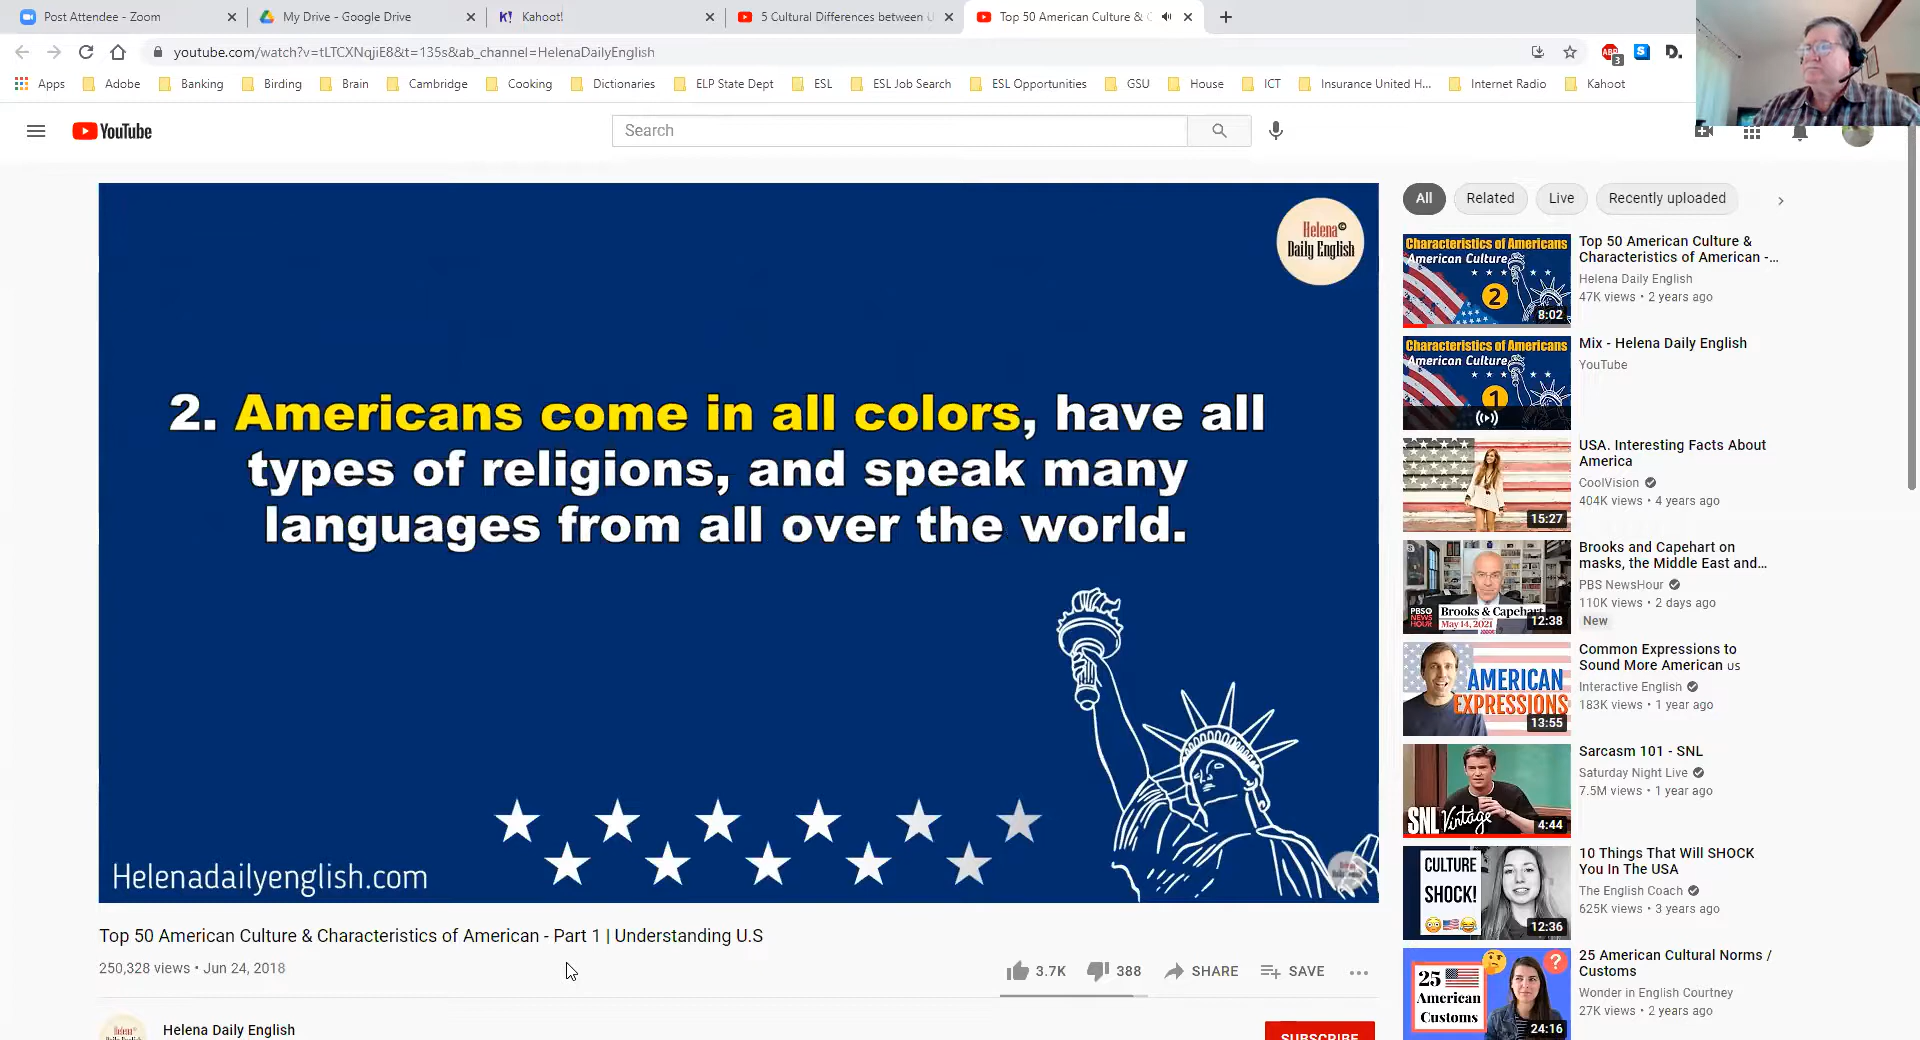 Post Attendee - Zoom
My Drive - Google Drive
Kahoot!
5 Cultural Differences between
Top 50 American Culture &
youtube.com/watch?v=tLTCXNqjiE8&t=135s&ab_channel=HelenaDailyEnglish
ABP
3
S
D.
Apps
Adobe
Banking
Birding
Brain
Cambridge
Cooking
Dictionaries
ELP State Dept
ESL
ESL Job Search
ESL Opportunities
GSU
House
ICT
Insurance United H...
Internet Radio
Kahoot
YouTube
Search
Helena
Daily English
2. Americans come in all colors, have all
types of religions, and speak many
languages from all over the world.
Helenadailyenglish.com
Top 50 American Culture & Characteristics of American - Part 1 | Understanding U.S
250,328 views • Jun 24, 2018
3.7K
388
SHARE
SAVE
Helena Daily English
SUBSCRIBE
All
Related
Live
Recently uploaded
Characteristics of Americans
American Culture
2
8:02
Top 50 American Culture &
Characteristics of American -...
Helena Daily English
47K views • 2 years ago
Characteristics of Americans
American Culture
1
Mix - Helena Daily English
YouTube
15:27
USA. Interesting Facts About
America
CoolVision
404K views • 4 years ago
PBS
NEWS
HOUR
Brooks & Capehart
May 14, 2021
12:38
Brooks and Capehart on
masks, the Middle East and...
PBS NewsHour
110K views • 2 days ago
New
AMERICAN
EXPRESSIONS
13:55
Common Expressions to
Sound More American US
Interactive English
183K views • 1 year ago
SNL Vintage
4:44
Sarcasm 101 - SNL
Saturday Night Live
7.5M views • 1 year ago
CULTURE
SHOCK!
12:36
10 Things That Will SHOCK
You In The USA
The English Coach
625K views • 3 years ago
25
American
Customs
?
24:16
25 American Cultural Norms /
Customs
Wonder in English Courtney
27K views • 2 years ago